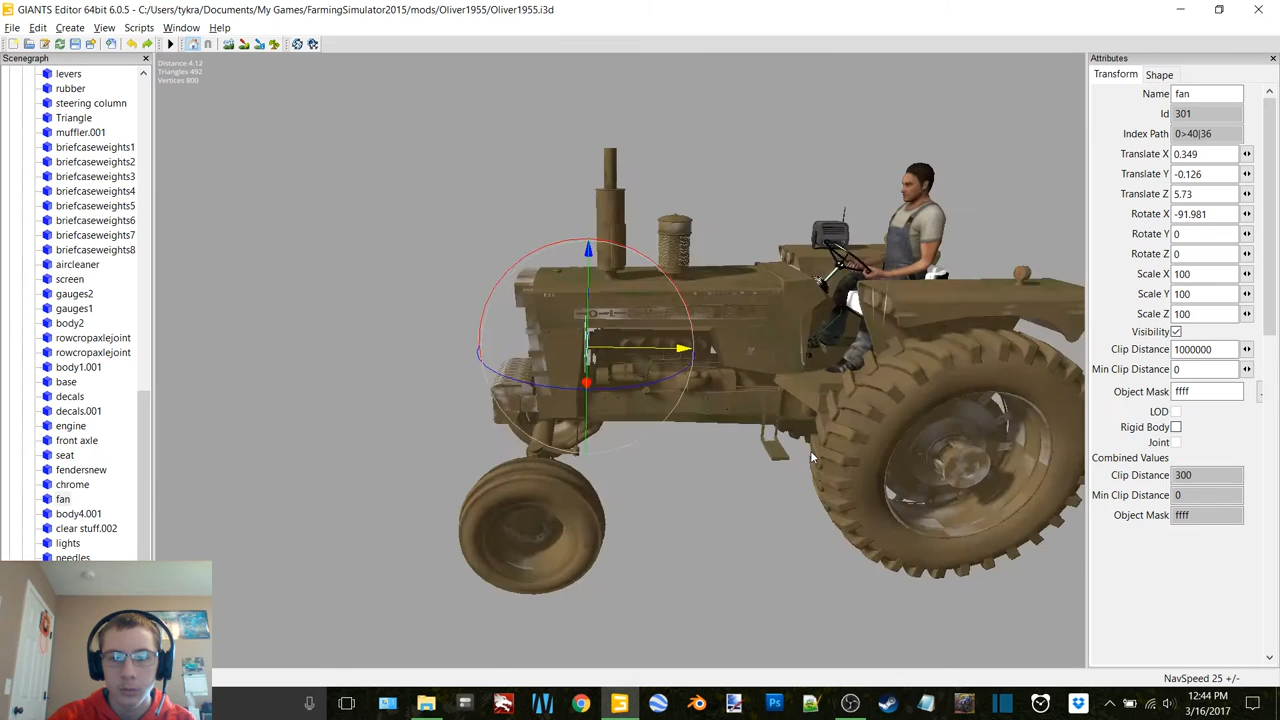 GIANTS Editor 64bit 6.0.5 - C:/Users/tykra/Documents/My Games/FarmingSimulator2015/mods/Oliver1955/Oliver1955.i3d
File Edit Create View Scripts Window Help
Scenegraph
levers
rubber
steering column
Triangle
muffler.001
briefcaseweights1
briefcaseweights2
briefcaseweights3
briefcaseweights4
briefcaseweights5
briefcaseweights6
briefcaseweights7
briefcaseweights8
aircleaner
screen
gauges2
gauges1
body2
rowcropaxlejoint
rowcropaxlejoint
body1.001
base
decals
decals.001
engine
front axle
seat
fendersnew
chrome
fan
body4.001
clear stuff.002
lights
needles
Distance 4.12
Triangles 492
Vertices 800
Attributes
Transform Shape
Name fan
Id 301
Index Path 0>40|36
Translate X 0.349
Translate Y -0.126
Translate Z 5.73
Rotate X -91.981
Rotate Y 0
Rotate Z 0
Scale X 100
Scale Y 100
Scale Z 100
Visibility
Clip Distance 1000000
Min Clip Distance 0
Object Mask ffff
LOD
Rigid Body
Joint
Combined Values
Clip Distance 300
Min Clip Distance 0
Object Mask ffff
NavSpeed 25 +/-
12:44 PM
3/16/2017